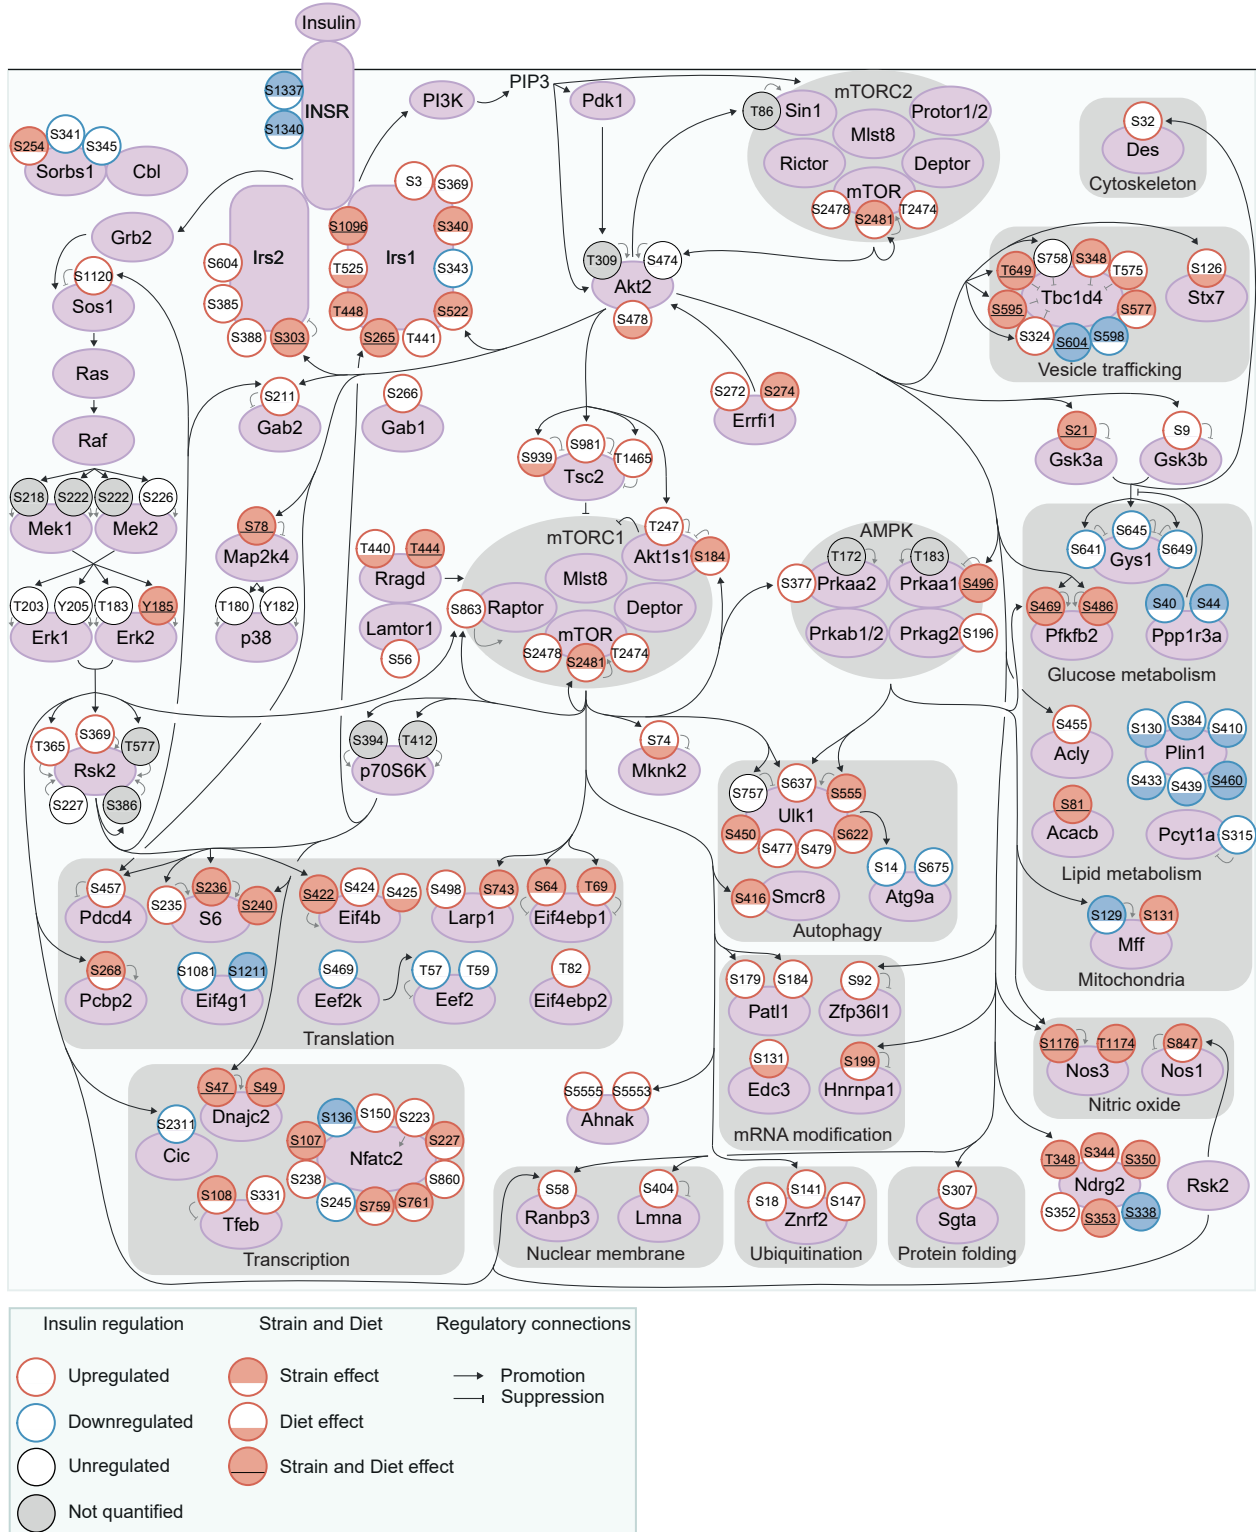 Insulin
INSR
S1337
S1340
PI3K
PIP3
Pdk1
S254
S341
S345
Sorbs1
Cbl
mTORC2
T86
Sin1
Protor1/2
Mlst8
Rictor
Deptor
mTOR
S2478
S2481
T2474
S32
Des
Cytoskeleton
Grb2
S1120
Sos1
Ras
Raf
S604
S385
S388
S303
Irs2
S3
S369
S1096
S340
T525
S343
T448
S522
S265
T441
Irs1
T309
S474
Akt2
S478
T649
S758
S348
T575
S595
Tbc1d4
S577
S324
S604
S598
S126
Stx7
Vesicle trafficking
S211
Gab2
S266
Gab1
S272
S274
Errfi1
S21
Gsk3a
S9
Gsk3b
S218
S222
S222
S226
Mek1
Mek2
S939
S981
T1465
Tsc2
S78
Map2k4
T180
Y182
p38
T203
Y205
T183
Y185
Erk1
Erk2
T440
T444
Rragd
Lamtor1
S56
mTORC1
T247
Akt1s1
S184
Mlst8
S863
Raptor
Deptor
mTOR
S2478
S2481
T2474
AMPK
T172
T183
S377
Prkaa2
Prkaa1
S496
Prkab1/2
Prkag2
S196
S641
S645
S649
Gys1
S469
S486
Pfkfb2
S40
S44
Ppp1r3a
Glucose metabolism
T365
S369
T577
Rsk2
S227
S386
S394
T412
p70S6K
S74
Mknk2
S455
Acly
S81
Acacb
S130
S384
S410
Plin1
S433
S439
S460
Pcyt1a
S315
Lipid metabolism
S757
S637
S555
Ulk1
S450
S477
S479
S622
S14
S675
Atg9a
S416
Smcr8
Autophagy
S129
S131
Mff
Mitochondria
S457
Pdcd4
S235
S236
S240
S6
S422
S424
S425
Eif4b
S498
S743
Larp1
S64
T69
Eif4ebp1
S268
Pcbp2
S1081
S1211
Eif4g1
S469
Eef2k
T57
T59
Eef2
T82
Eif4ebp2
Translation
S179
S184
Patl1
S92
Zfp36l1
S131
Edc3
S199
Hnrnpa1
mRNA modification
S1176
T1174
Nos3
S847
Nos1
Nitric oxide
S47
S49
Dnajc2
S2311
Cic
S136
S150
S223
S107
S227
Nfatc2
S238
S860
S245
S759
S761
S108
S331
Tfeb
Transcription
S5555
S5553
Ahnak
S58
Ranbp3
S404
Lmna
Nuclear membrane
S18
S141
S147
Znrf2
Ubiquitination
S307
Sgta
Protein folding
T348
S344
S350
Ndrg2
S352
S353
S338
Rsk2
Insulin regulation
Strain and Diet
Regulatory connections
Upregulated
Strain effect
Promotion
Suppression
Downregulated
Diet effect
Unregulated
Strain and Diet effect
Not quantified